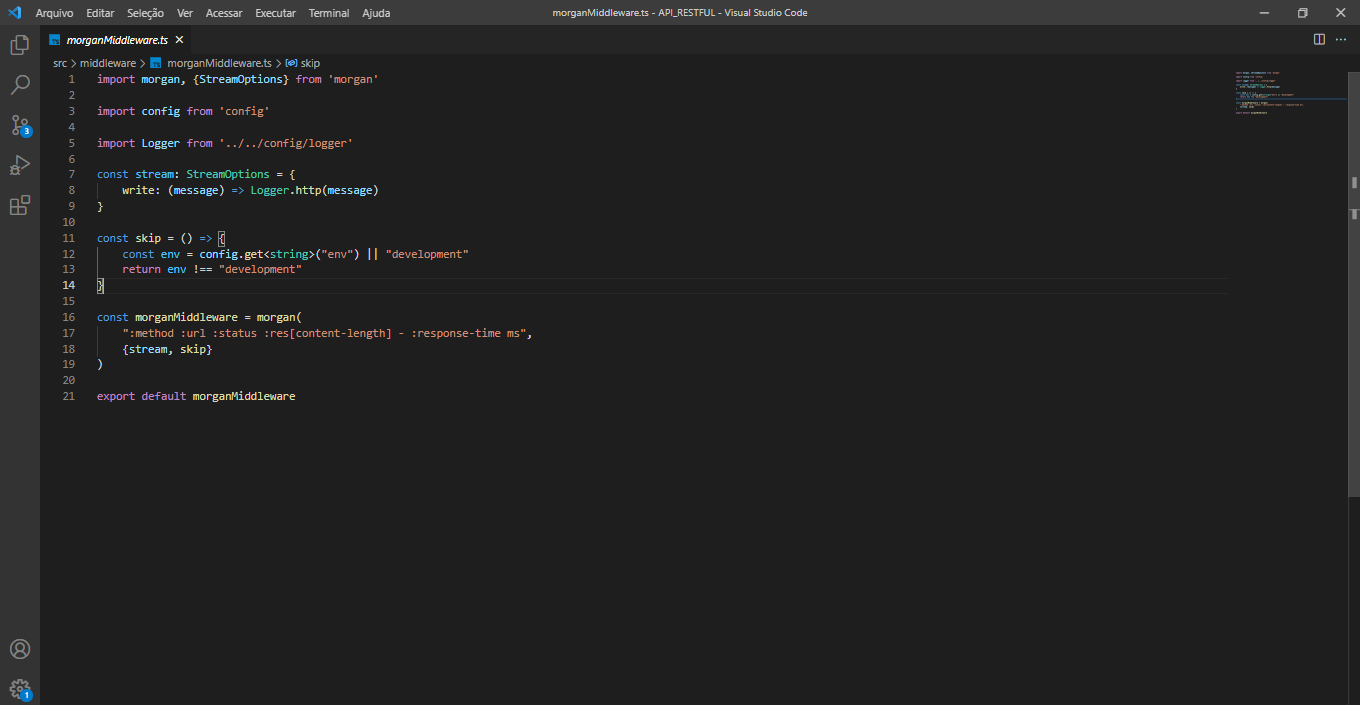 Arquivo Editar Seleção Ver Acessar Executar Terminal Ajuda morganMiddleware.ts - API_RESTFUL - Visual Studio Code
TS morganMiddleware.ts
src > middleware > TS morganMiddleware.ts > skip
1 import morgan, {StreamOptions} from 'morgan'
2
3 import config from 'config'
4
5 import Logger from '../../config/logger'
6
7 const stream: StreamOptions = {
8 write: (message) => Logger.http(message)
9 }
10
11 const skip = () => {
12 const env = config.get<string>("env") || "development"
13 return env !== "development"
14 }
15
16 const morganMiddleware = morgan(
17 ":method :url :status :res[content-length] - :response-time ms",
18 {stream, skip}
19 )
20
21 export default morganMiddleware
3
1